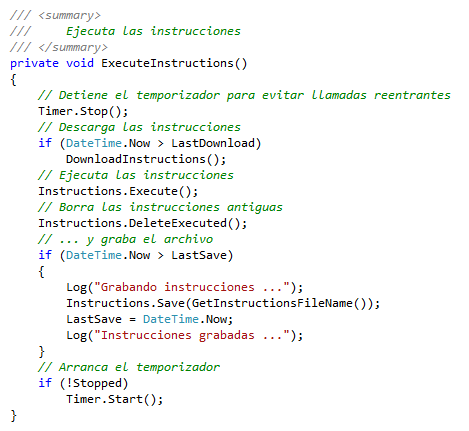 /// <summary>
///     Ejecuta las instrucciones
/// </summary>
private void ExecuteInstructions()
{
    // Detiene el temporizador para evitar llamadas reentrantes
    Timer.Stop();
    // Descarga las instrucciones
    if (DateTime.Now > LastDownload)
        DownloadInstructions();
    // Ejecuta las instrucciones
    Instructions.Execute();
    // Borra las instrucciones antiguas
    Instructions.DeleteExecuted();
    // ... y graba el archivo
    if (DateTime.Now > LastSave)
    {
        Log("Grabando instrucciones ...");
        Instructions.Save(GetInstructionsFileName());
        LastSave = DateTime.Now;
        Log("Instrucciones grabadas ...");
    }
    // Arranca el temporizador
    if (!Stopped)
        Timer.Start();
}